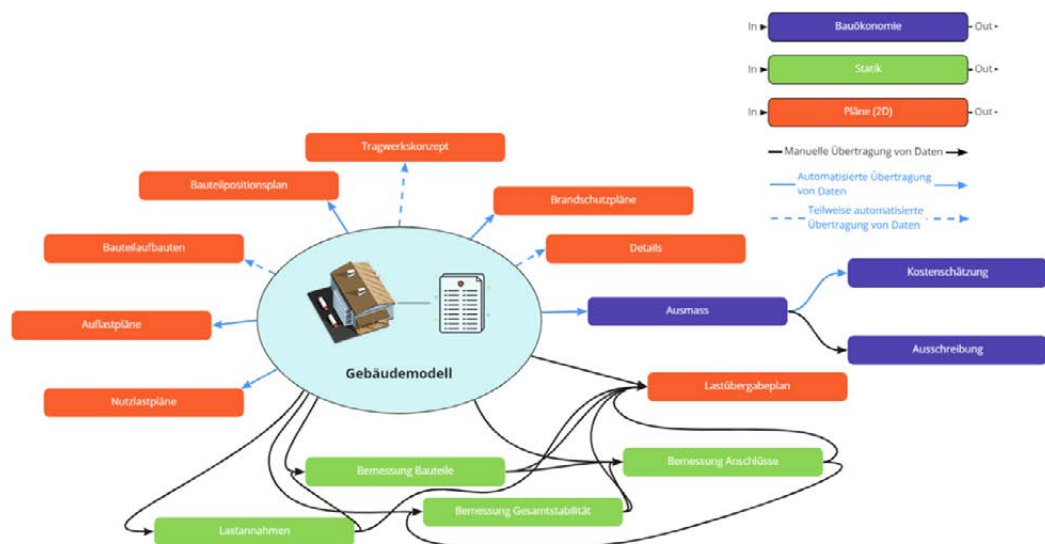 In
Bauökonomie
Out
In
Statik
Out
In
Pläne (2D)
Out
Manuelle Übertragung von Daten
Automatisierte Übertragung
von Daten
Teilweise automatisierte
Übertragung von Daten
Tragwerkskonzept
Bauteilpositionsplan
Brandschutzpläne
Bauteilaufbauten
Details
Kostenschätzung
Auflastpläne
Ausmass
Ausschreibung
Gebäudemodell
Nutzlastpläne
Lastübergabeplan
Bemessung Bauteile
Bemessung Anschlüsse
Bemessung Gesamtstabilität
Lastannahmen